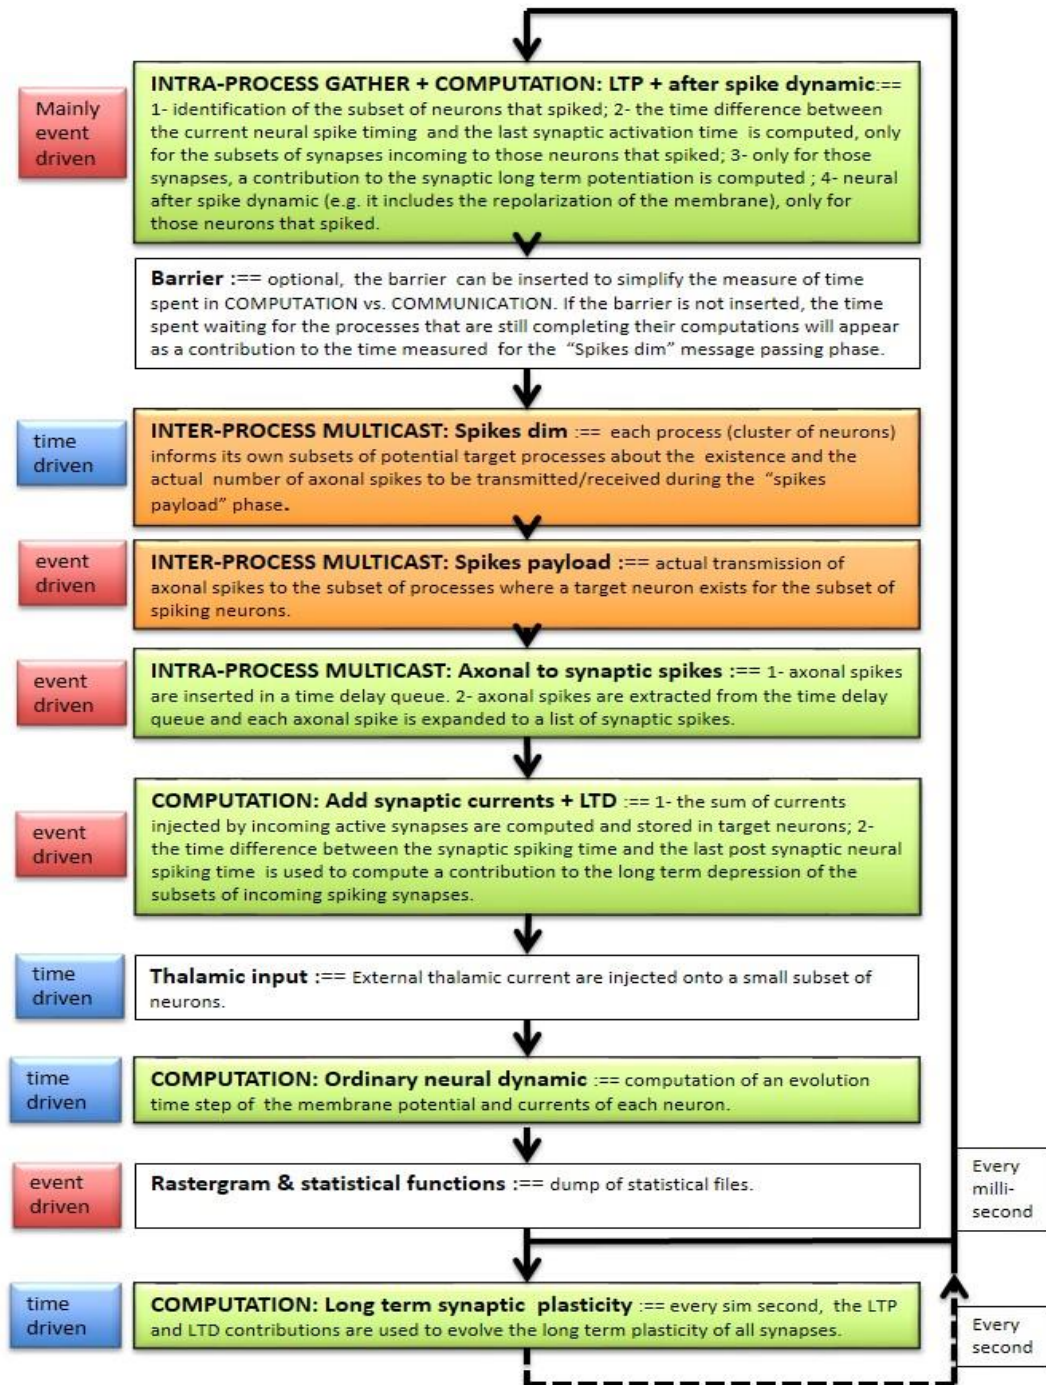 Mainly
event
driven
INTRA-PROCESS GATHER + COMPUTATION: LTP + after spike dynamic:==
1- identification of the subset of neurons that spiked; 2- the time difference between
the current neural spike timing and the last synaptic activation time is computed, only
for the subsets of synapses incoming to those neurons that spiked; 3- only for those
synapses, a contribution to the synaptic long term potentiation is computed ; 4- neural
after spike dynamic (e.g. it includes the repolarization of the membrane), only for
those neurons that spiked.
Barrier :== optional, the barrier can be inserted to simplify the measure of time
spent in COMPUTATION vs. COMMUNICATION. If the barrier is not inserted, the time
spent waiting for the processes that are still completing their computations will appear
as a contribution to the time measured for the “Spikes dim” message passing phase.
time
driven
INTER-PROCESS MULTICAST: Spikes dim :== each process (cluster of neurons)
informs its own subsets of potential target processes about the existence and the
actual number of axonal spikes to be transmitted/received during the “spikes
payload” phase.
event
driven
INTER-PROCESS MULTICAST: Spikes payload :== actual transmission of
axonal spikes to the subset of processes where a target neuron exists for the subset of
spiking neurons.
event
driven
INTRA-PROCESS MULTICAST: Axonal to synaptic spikes :== 1- axonal spikes
are inserted in a time delay queue. 2- axonal spikes are extracted from the time delay
queue and each axonal spike is expanded to a list of synaptic spikes.
event
driven
COMPUTATION: Add synaptic currents + LTD :== 1- the sum of currents
injected by incoming active synapses are computed and stored in target neurons; 2-
the time difference between the synaptic spiking time and the last post synaptic neural
spiking time is used to compute a contribution to the long term depression of the
subsets of incoming spiking synapses.
time
driven
Thalamic input :== External thalamic current are injected onto a small subset of
neurons.
time
driven
COMPUTATION: Ordinary neural dynamic :== computation of an evolution
time step of the membrane potential and currents of each neuron.
event
driven
Rastergram & statistical functions :== dump of statistical files.
Every
milli-
second
time
driven
COMPUTATION: Long term synaptic plasticity :== every sim second, the LTP
and LTD contributions are used to evolve the long term plasticity of all synapses.
Every
second